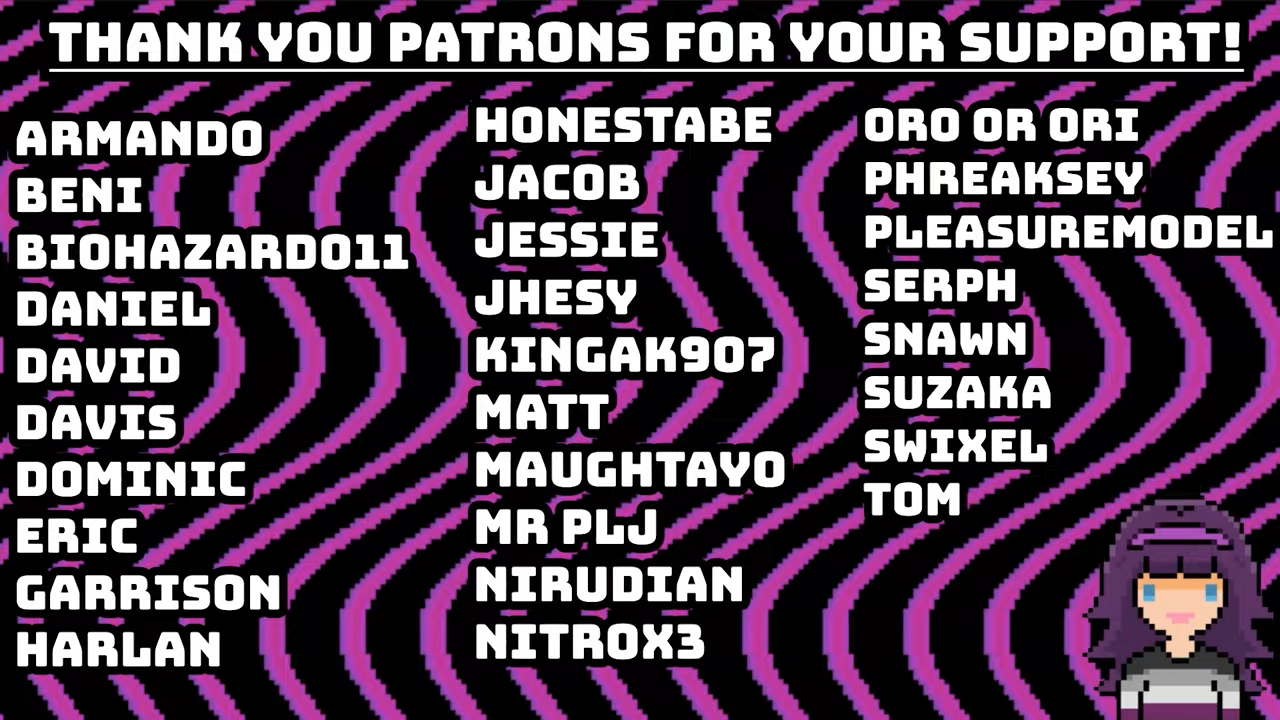 THANK YOU PATRONS FOR YOUR SUPPORT!
ARMANDO
BENI
BIOHAZARD011
DANIEL
DAVID
DAVIS
DOMINIC
ERIC
GARRISON
HARLAN
HONESTABE
JACOB
JESSIE
JHESY
KINGAK907
MATT
MAUGHTAYO
MR PLJ
NIRUDIAN
NITROX3
ORO OR ORI
PHREAKSEY
PLEASUREMODEL
SERPH
SNAWN
SUZAKA
SWIXEL
TOM